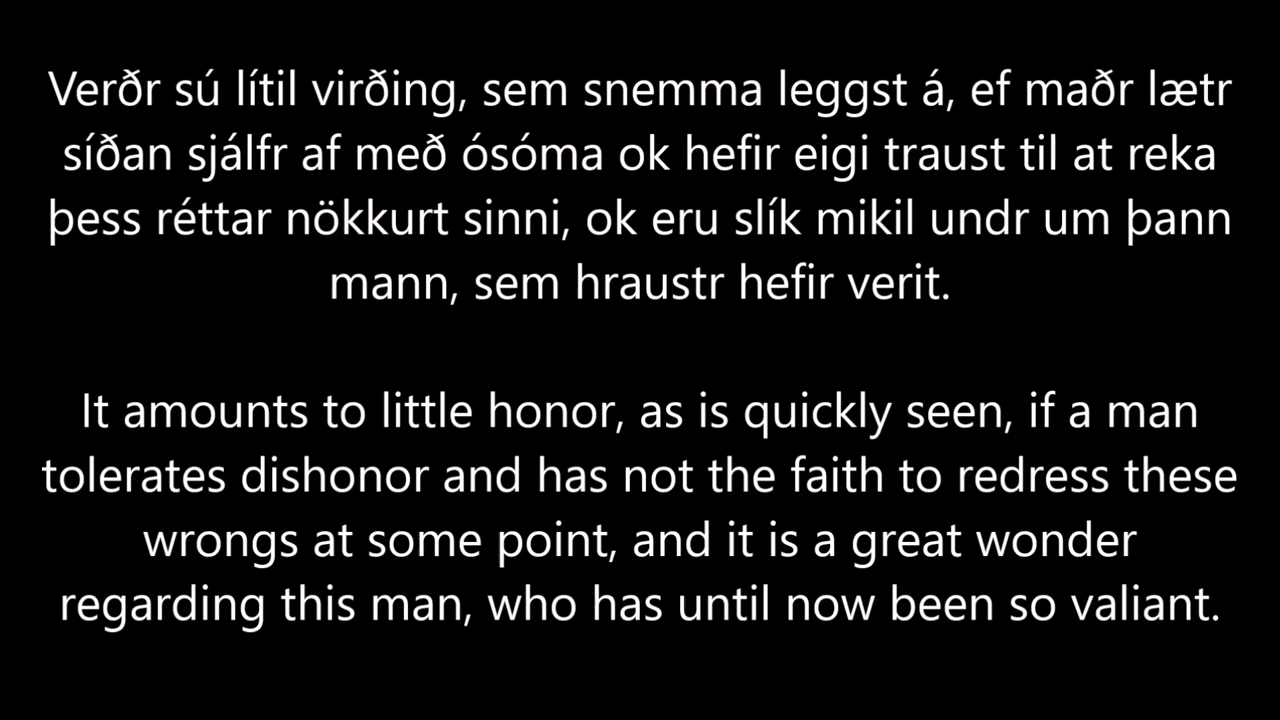 Verðr sú lítil virðing, sem snemma leggst á, ef maðr lætr
síðan sjálfr af með ósóma ok hefir eigi traust til at reka
þess réttar nökkurt sinni, ok eru slík mikil undr um þann
mann, sem hraustr hefir verit.
It amounts to little honor, as is quickly seen, if a man
tolerates dishonor and has not the faith to redress these
wrongs at some point, and it is a great wonder
regarding this man, who has until now been so valiant.